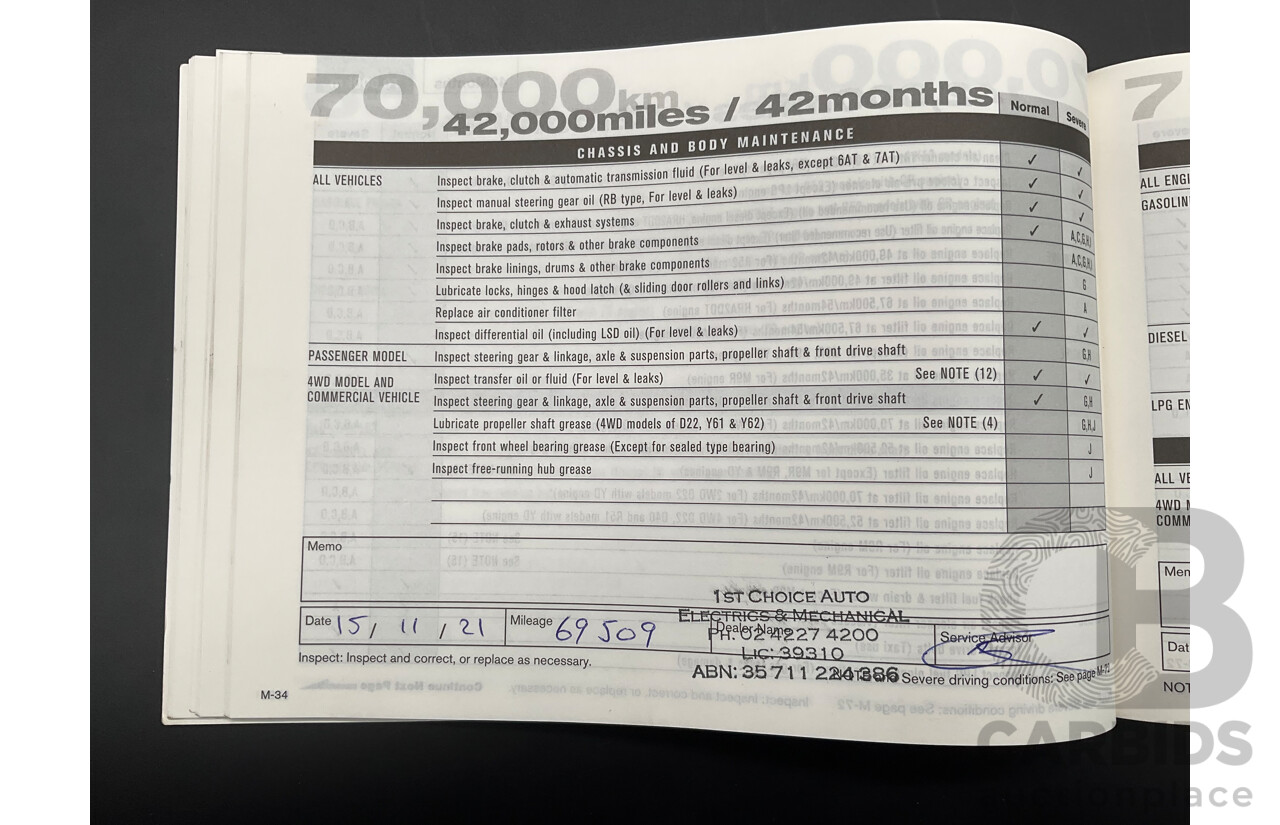 70,000km
42,000miles / 42months
Normal
Severe
CHASSIS AND BODY MAINTENANCE
ALL VEHICLES
Inspect brake, clutch & automatic transmission fluid (For level & leaks, except 6AT & 7AT) ✓ ✓
Inspect manual steering gear oil (RB type, For level & leaks) ✓ ✓
Inspect brake, clutch & exhaust systems ✓ ✓
Inspect brake pads, rotors & other brake components ✓ A,C,G,H,I
Inspect brake linings, drums & other brake components A,C,G,H,I
Lubricate locks, hinges & hood latch (& sliding door rollers and links) G
Replace air conditioner filter A
Inspect differential oil (including LSD oil) (For level & leaks) ✓ ✓
PASSENGER MODEL
Inspect steering gear & linkage, axle & suspension parts, propeller shaft & front drive shaft G,H
4WD MODEL AND
COMMERCIAL VEHICLE
Inspect transfer oil or fluid (For level & leaks) See NOTE (12) ✓ ✓
Inspect steering gear & linkage, axle & suspension parts, propeller shaft & front drive shaft ✓ G,H
Lubricate propeller shaft grease (4WD models of D22, Y61 & Y62) See NOTE (4) G,H,J
Inspect front wheel bearing grease (Except for sealed type bearing) J
Inspect free-running hub grease J
Memo
Date 15 / 11 / 21
Mileage 69 509
Dealer Name
1ST CHOICE AUTO
ELECTRICS & MECHANICAL
PH: 02 4227 4200
LIC: 39310
ABN: 35 711 224 386
Service Advisor
Inspect: Inspect and correct, or replace as necessary.
Severe driving conditions: See page M-72
M-34
7
ALL ENGI
GASOLIN
DIESEL
LPG EN
ALL VE
4WD M
COMM
Mem
Dat
NOT
CARBIDS
auctionplace